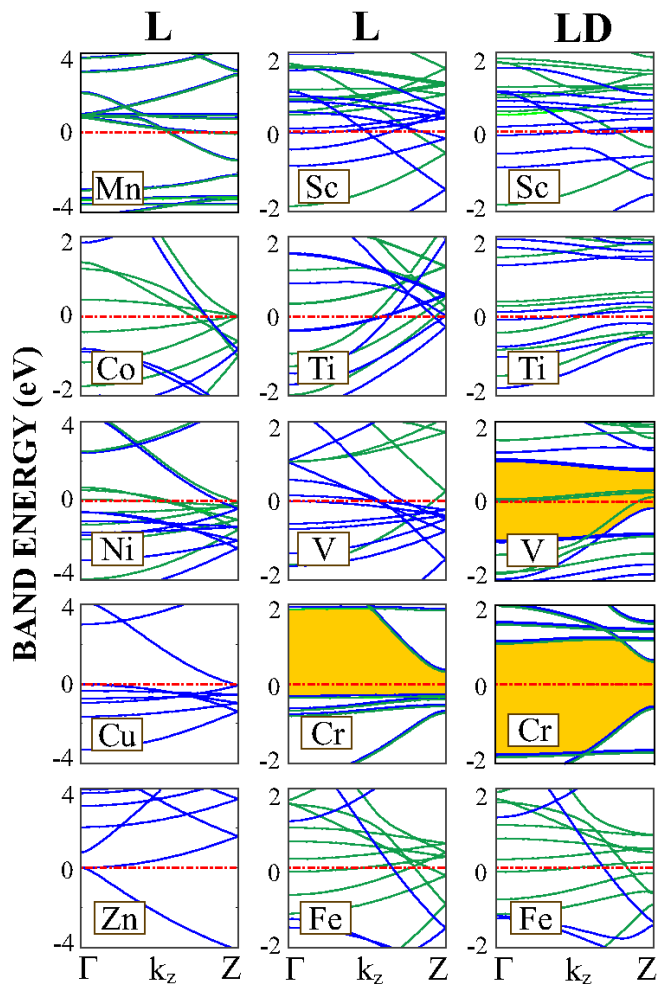 L L LD
4 2 2
0 0 0
-4 -2 -2
Mn Sc Sc
2 2 2
0 0 0
-2 -2 -2
Co Ti Ti
4 2 2
0 0 0
-4 -2 -2
Ni V V
4 2 2
0 0 0
-4 -2 -2
Cu Cr Cr
4 2 2
0 0 0
-4 -2 -2
Zn Fe Fe
Γ kz Z Γ kz Z Γ kz Z
BAND ENERGY (eV)